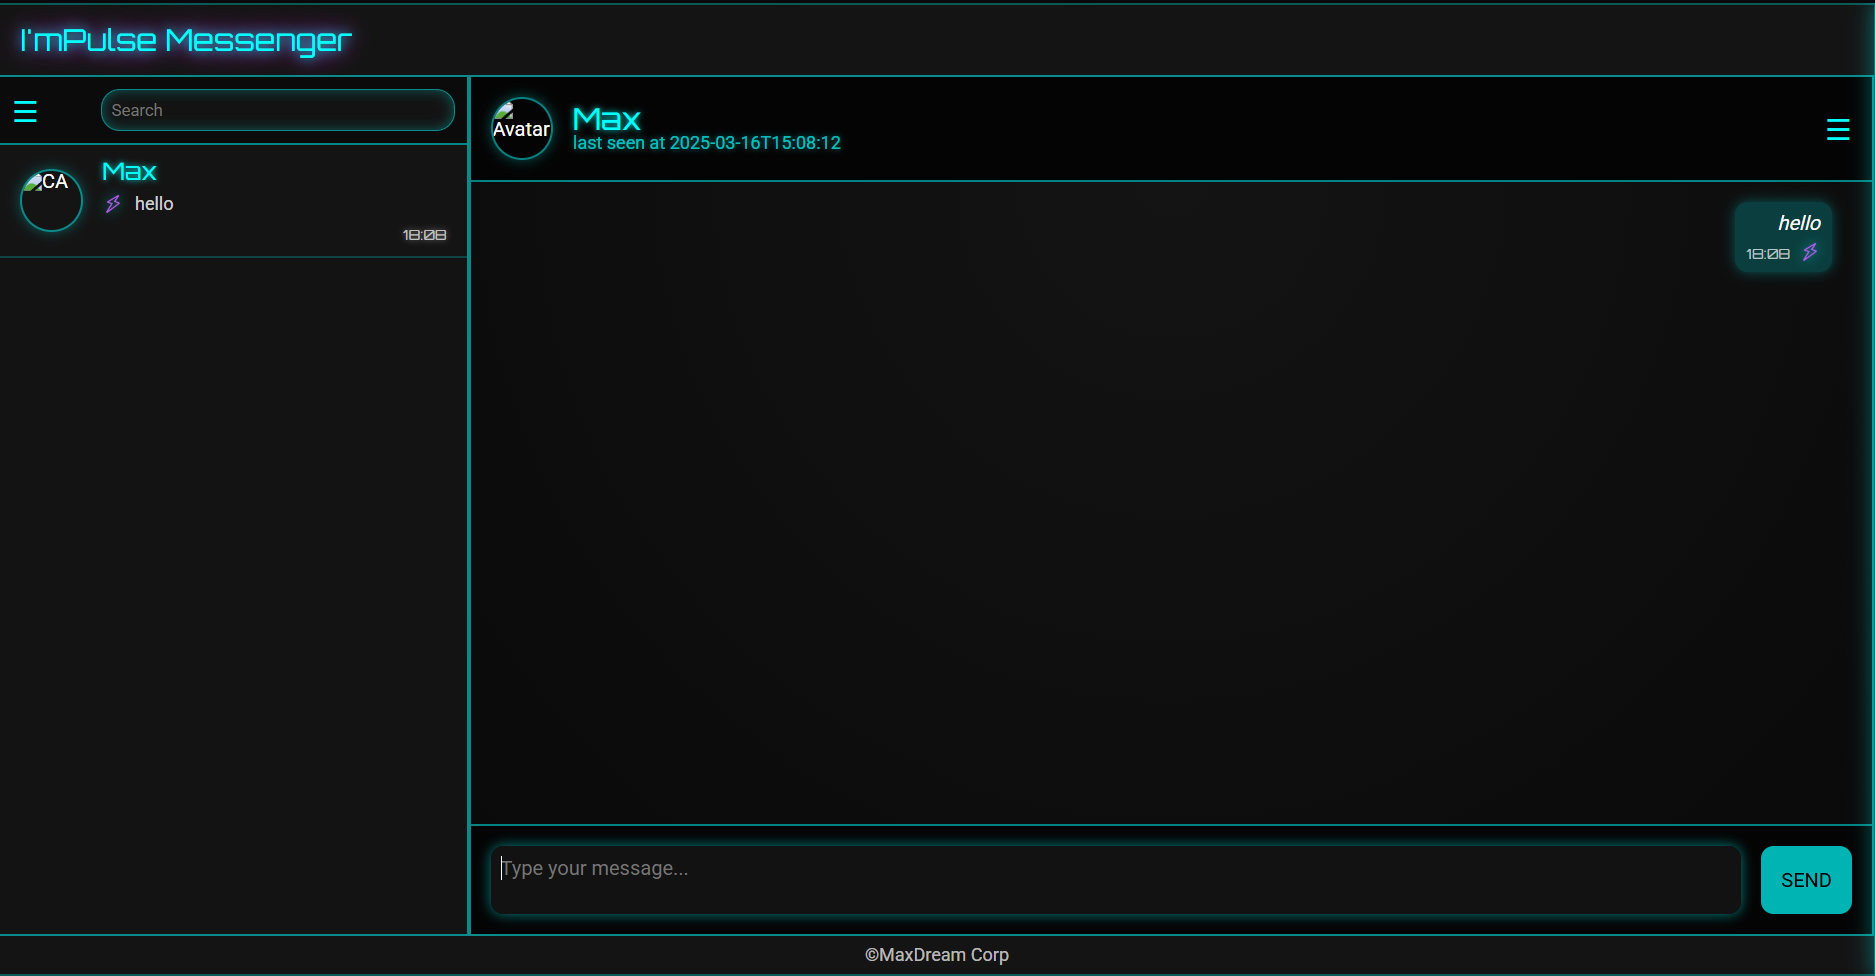 I'mPulse Messenger
Search
CA
Max
hello
18:08
Avatar
Max
last seen at 2025-03-16T15:08:12
hello
18:08
Type your message...
SEND
©MaxDream Corp